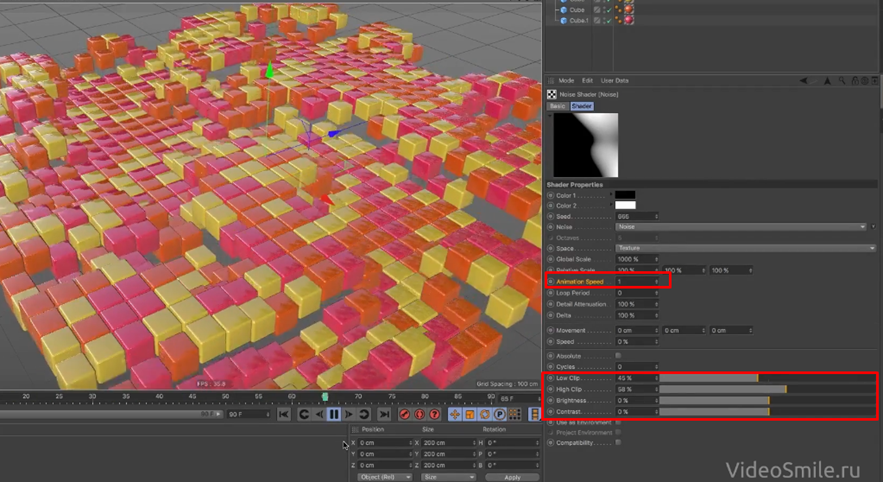 Cube
Cube.1
Mode Edit User Data
Noise Shader [Noise]
Basic Shader
Shader Properties
Color 1
Color 2
Seed 666
Noise Noise
Octaves
Space Texture
Global Scale 1000 %
Relative Scale 100 % 100 % 100 %
Animation Speed 1
Loop Period 0
Detail Attenuation 100 %
Delta 100 %
Movement 0 cm 0 cm 0 cm
Speed 0 %
Absolute
Cycles 0
Low Clip 45 %
High Clip 58 %
Brightness 0 %
Contrast 0 %
Use as Environment
Project Environment
Compatibility
Grid Spacing : 100 cm
20 25 30 35 40 45 50 55 60 65 70 75 80 85 90 65 F
90 F
Position Size Rotation
X 0 cm X 200 cm H 0 °
Y 0 cm Y 200 cm P 0 °
Z 0 cm Z 200 cm B 0 °
Object (Rel) Size Apply
VideoSmile.ru